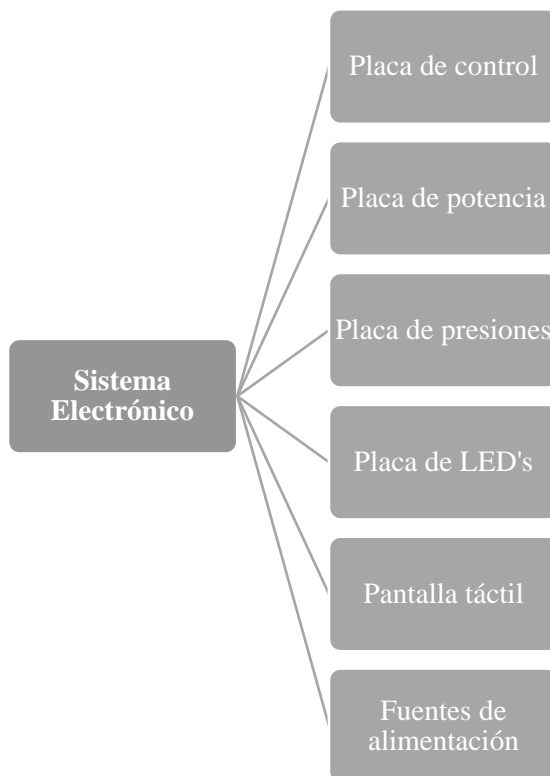 Placa de control
Placa de potencia
Placa de presiones
Sistema
Electrónico
Placa de LED's
Pantalla táctil
Fuentes de
alimentación